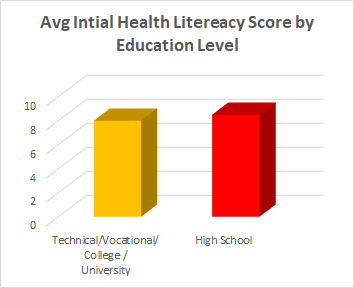 Avg Intial Health Litereacy Score by
Education Level
10
8
6
4
2
0
Technical/Vocational/
College /
University
High School